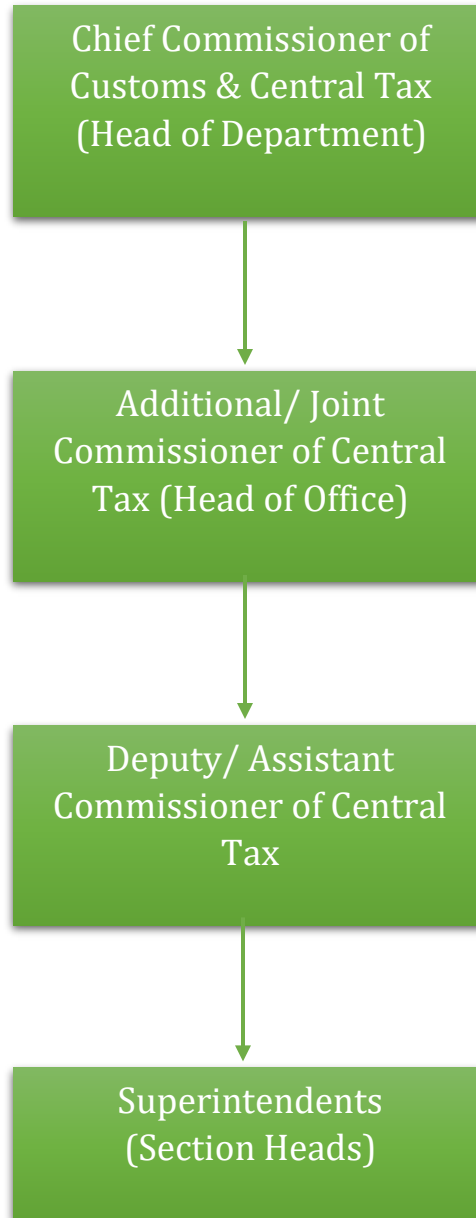 Chief Commissioner of
Customs & Central Tax
(Head of Department)
Additional/ Joint
Commissioner of Central
Tax (Head of Office)
Deputy/ Assistant
Commissioner of Central
Tax
Superintendents
(Section Heads)